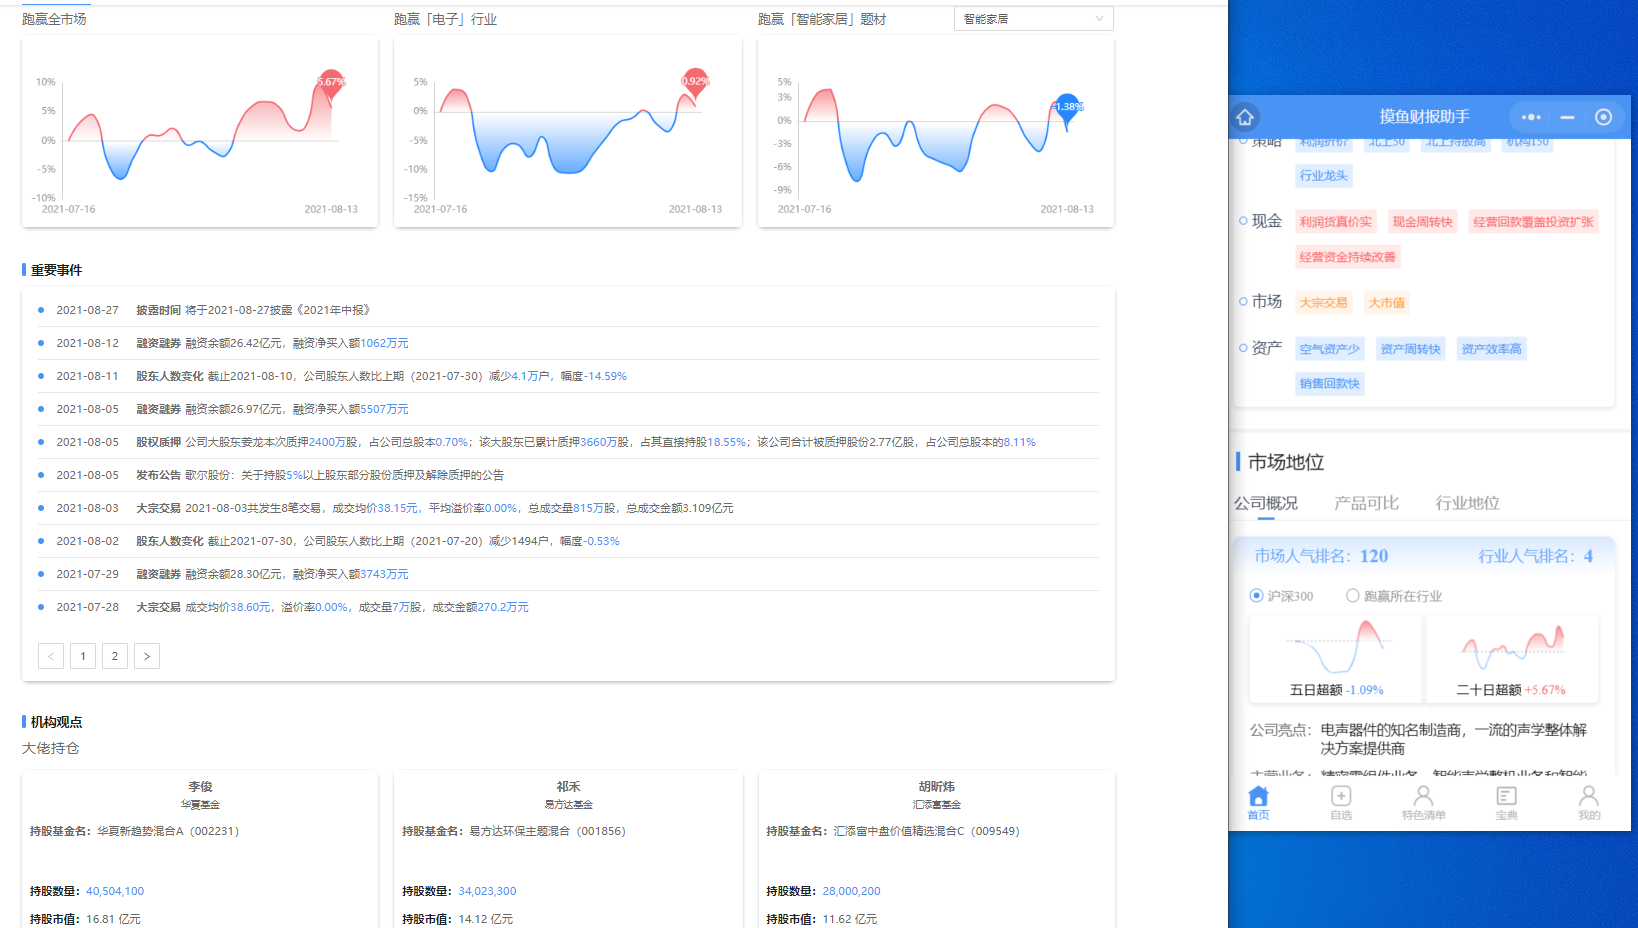 跑赢全市场
跑赢「电子」行业
跑赢「智能家居」题材
智能家居
10%
5%
0%
-5%
-10%
2021-07-16
2021-08-13
5.67%
5%
0%
-5%
-10%
-15%
2021-07-16
2021-08-13
0.92%
5%
3%
0%
-3%
-6%
-9%
2021-07-16
2021-08-13
-1.38%
重要事件
2021-08-27 披露时间 将于2021-08-27披露《2021年中报》
2021-08-12 融资融券 融资余额26.42亿元，融资净买入额1062万元
2021-08-11 股东人数变化 截止2021-08-10，公司股东人数比上期（2021-07-30）减少4.1万户，幅度-14.59%
2021-08-05 融资融券 融资余额26.97亿元，融资净买入额5507万元
2021-08-05 股权质押 公司大股东姜龙本次质押2400万股，占公司总股本0.70%；该大股东已累计质押3660万股，占其直接持股18.55%；该公司合计被质押股份2.77亿股，占公司总股本的8.11%
2021-08-05 发布公告 歌尔股份：关于持股5%以上股东部分股份质押及解除质押的公告
2021-08-03 大宗交易 2021-08-03共发生8笔交易，成交均价38.15元，平均溢价率0.00%，总成交量815万股，总成交金额3.109亿元
2021-08-02 股东人数变化 截止2021-07-30，公司股东人数比上期（2021-07-20）减少1494户，幅度-0.53%
2021-07-29 融资融券 融资余额28.30亿元，融资净买入额3743万元
2021-07-28 大宗交易 成交均价38.60元，溢价率0.00%，成交量7万股，成交金额270.2万元
< 1 2 >
机构观点
大佬持仓
李俊
华夏基金
持股基金名：华夏新趋势混合A（002231）
持股数量：40,504,100
持股市值：16.81 亿元
祁禾
易方达基金
持股基金名：易方达环保主题混合（001856）
持股数量：34,023,300
持股市值：14.12 亿元
胡昕炜
汇添富基金
持股基金名：汇添富中盘价值精选混合C（009549）
持股数量：28,000,200
持股市值：11.62 亿元
摸鱼财报助手
策略 利润折价 北上50 北上持股高 机构150
行业龙头
现金 利润货真价实 现金周转快 经营回款覆盖投资扩张
经营资金持续改善
市场 大宗交易 大市值
资产 空气资产少 资产周转快 资产效率高
销售回款快
市场地位
公司概况 产品可比 行业地位
市场人气排名：120 行业人气排名：4
沪深300 跑赢所在行业
五日超额 -1.09%
二十日超额 +5.67%
公司亮点：电声器件的知名制造商，一流的声学整体解
决方案提供商
主营业务：精密零组件业务、智能声学整机业务和智能
首页 自选 特色清单 宝典 我的